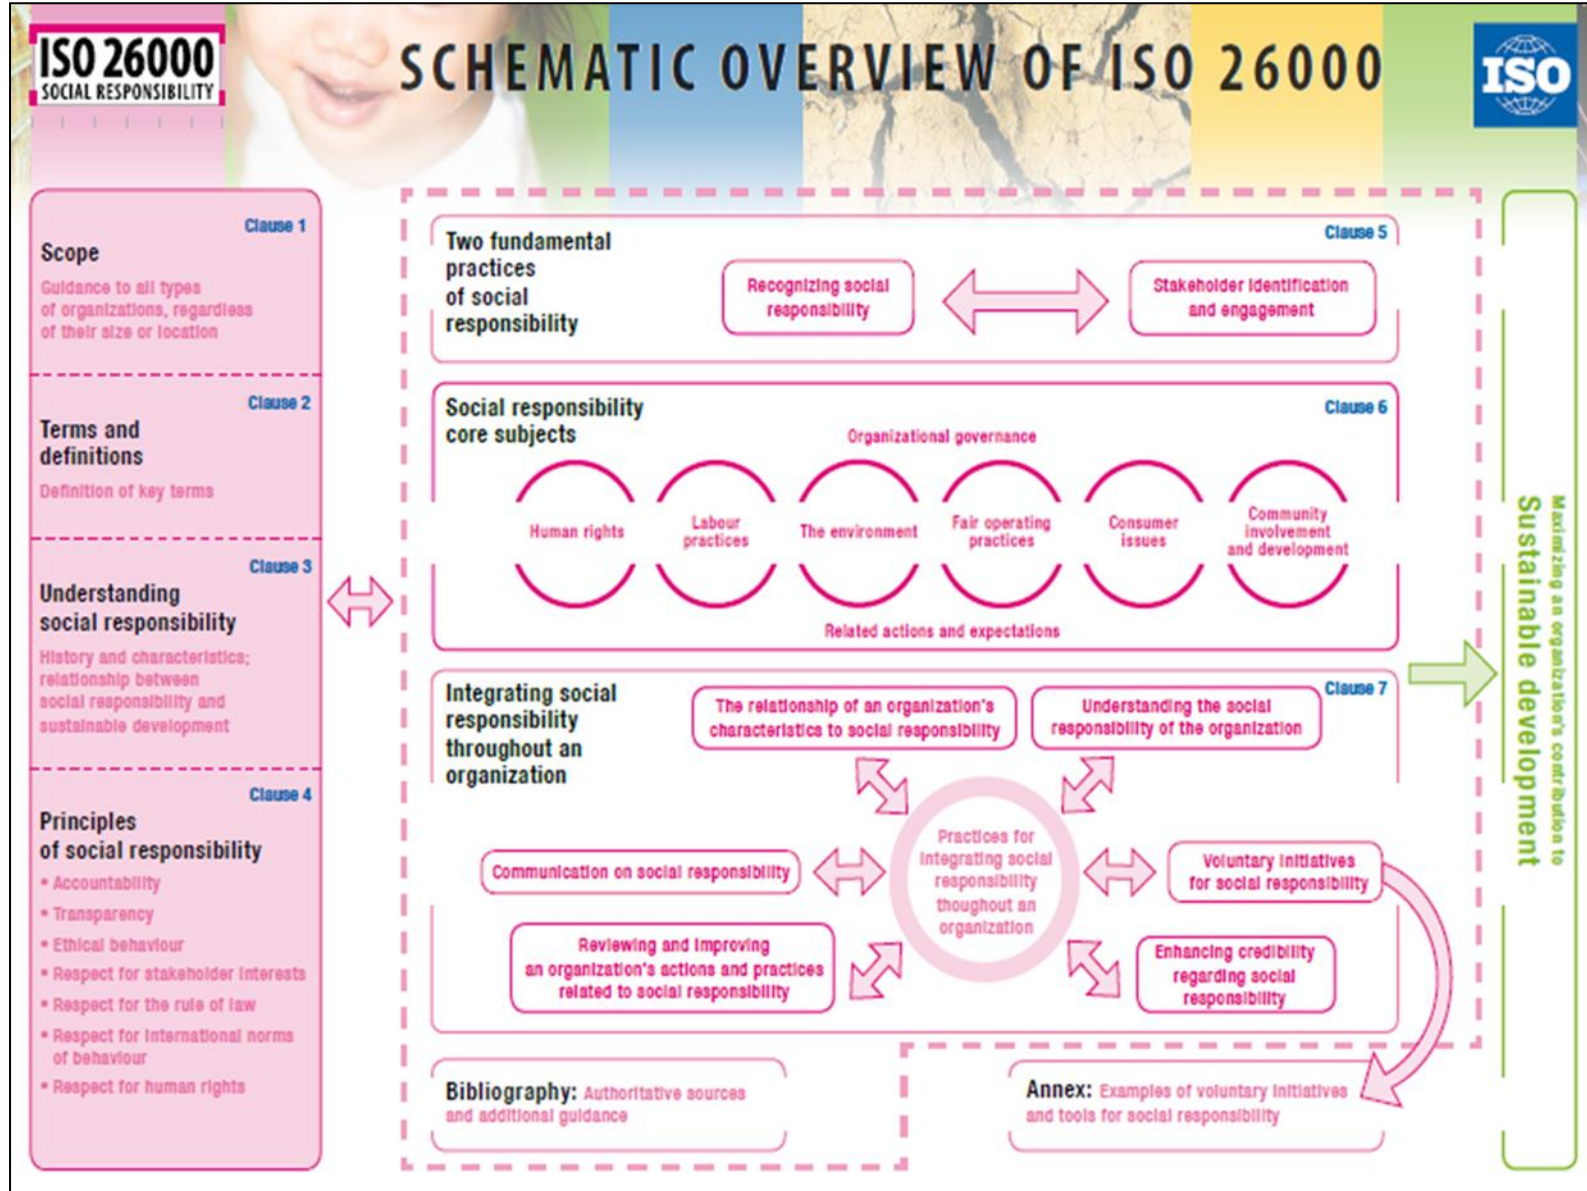 ISO 26000
SOCIAL RESPONSIBILITY
SCHEMATIC OVERVIEW OF ISO 26000
ISO
Clause 1
Scope
Guidance to all types
of organizations, regardless
of their size or location
Clause 2
Terms and
definitions
Definition of key terms
Clause 3
Understanding
social responsibility
History and characteristics;
relationship between
social responsibility and
sustainable development
Clause 4
Principles
of social responsibility
• Accountability
• Transparency
• Ethical behaviour
• Respect for stakeholder interests
• Respect for the rule of law
• Respect for international norms
of behaviour
• Respect for human rights
Clause 5
Two fundamental
practices
of social
responsibility
Recognizing social
responsibility
Stakeholder identification
and engagement
Clause 6
Social responsibility
core subjects
Organizational governance
Human rights
Labour
practices
The environment
Fair operating
practices
Consumer
issues
Community
involvement
and development
Related actions and expectations
Clause 7
Integrating social
responsibility
throughout an
organization
The relationship of an organization's
characteristics to social responsibility
Understanding the social
responsibility of the organization
Practices for
integrating social
responsibility
thoughout an
organization
Communication on social responsibility
Voluntary initiatives
for social responsibility
Reviewing and improving
an organization's actions and practices
related to social responsibility
Enhancing credibility
regarding social
responsibility
Bibliography: Authoritative sources
and additional guidance
Annex: Examples of voluntary initiatives
and tools for social responsibility
Maximizing an organization's contribution to
Sustainable development